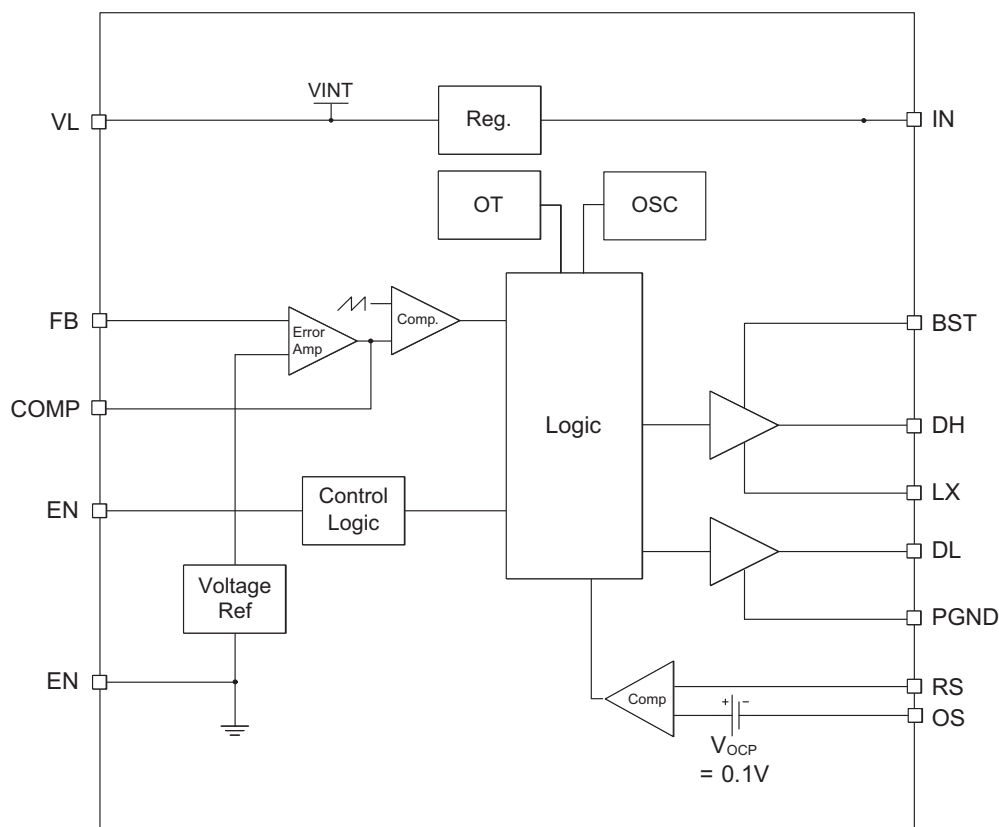 VINT
VL
Reg.
IN
OT
OSC
FB
Error
Amp
Comp.
BST
COMP
Logic
DH
EN
Control
Logic
LX
DL
Voltage
Ref
PGND
EN
Comp
RS
+ −
OS
VOCP
= 0.1V